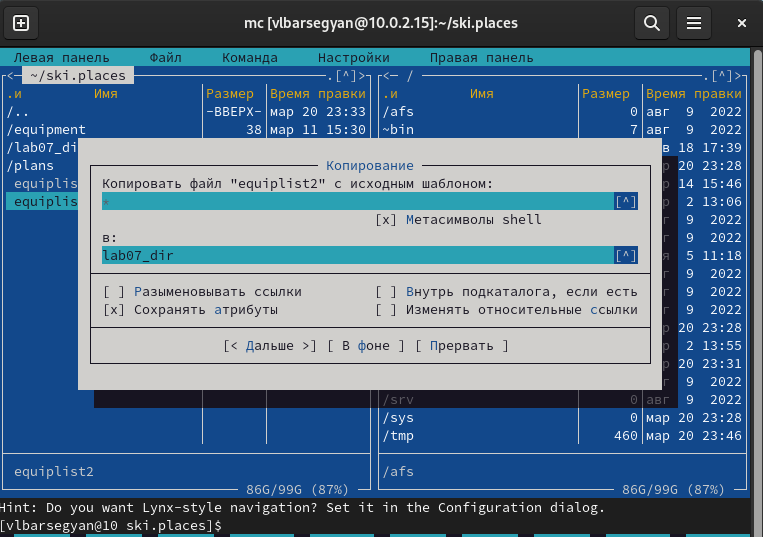 mc [vlbarsegyan@10.0.2.15]:~/ski.places
Левая панель Файл Команда Настройки Правая панель
<─ ~/ski.places .[^]> <─ / .[^]>
.и Имя Размер Время правки .и Имя Размер Время правки
/.. -ВВЕРХ- мар 20 23:33 /afs 0 авг 9 2022
/equipment 38 мар 11 15:30 ~bin 7 авг 9 2022
/lab07_di в 18 17:39
/plans р 20 23:28
equiplis р 14 15:46
equiplis р 2 13:06
Копирование
Копировать файл "equiplist2" с исходным шаблоном:
* [^]
[x] Метасимволы shell
в:
lab07_dir [^]
[ ] Разыменовывать ссылки [ ] Внутрь подкаталога, если есть
[x] Сохранять атрибуты [ ] Изменять относительные ссылки
[< Дальше >] [ В фоне ] [ Прервать ]
г 9 2022
г 9 2022
я 5 11:18
г 9 2022
г 9 2022
г 9 2022
р 20 23:28
р 2 13:55
р 20 23:31
г 9 2022
/srv 0 авг 9 2022
/sys 0 мар 20 23:28
/tmp 460 мар 20 23:46
equiplist2 /afs
86G/99G (87%) 86G/99G (87%)
Hint: Do you want Lynx-style navigation? Set it in the Configuration dialog.
[vlbarsegyan@10 ski.places]$